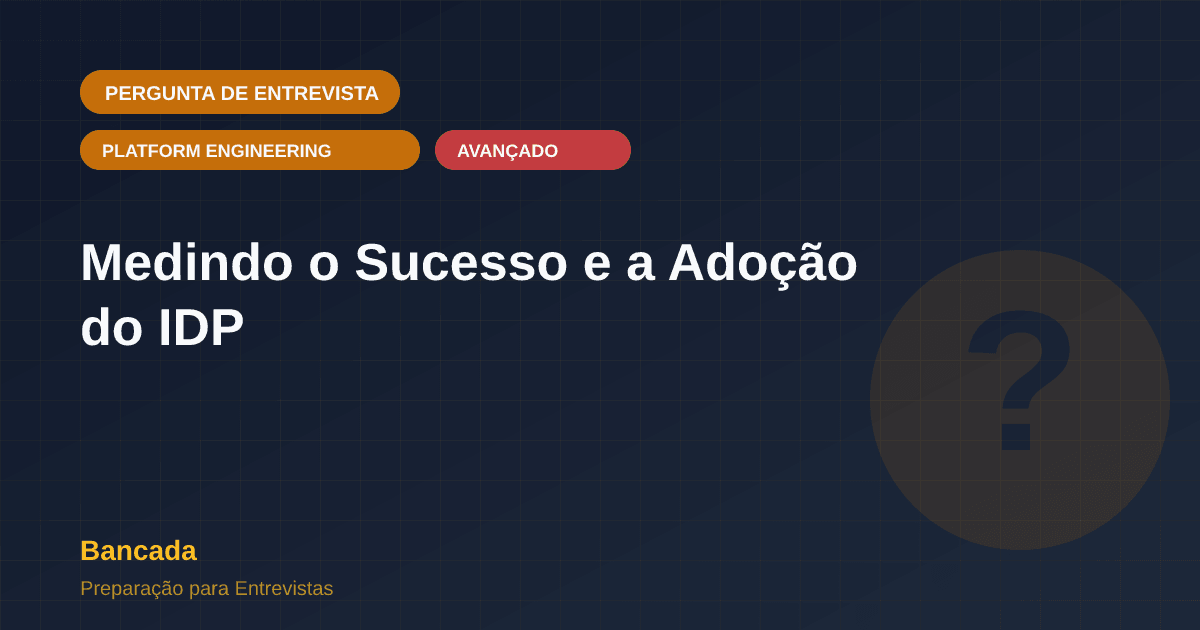 PERGUNTA DE ENTREVISTA
PLATFORM ENGINEERING
AVANÇADO
Medindo o Sucesso e a Adoção
do IDP
?
Bancada
Preparação para Entrevistas